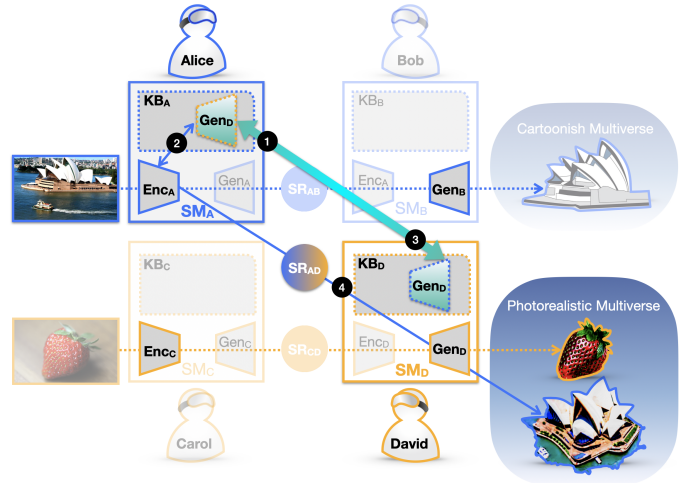 Alice
Bob
KBA
GenD
KBB
1
2
EncA
GenA
SRAB
EncA
GenB
SMA
SMB
Cartoonish Multiverse
3
KBC
SRAD
KBD
4
GenD
Photorealistic Multiverse
EncC
GenC
SRCD
EncD
GenD
SMC
SMD
Carol
David